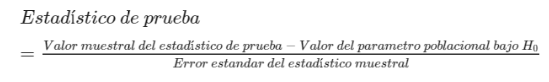 Estadístico de prueba
= Valor muestral del estadístico de prueba − Valor del parametro poblacional bajo H₀
Error estandar del estadístico muestral